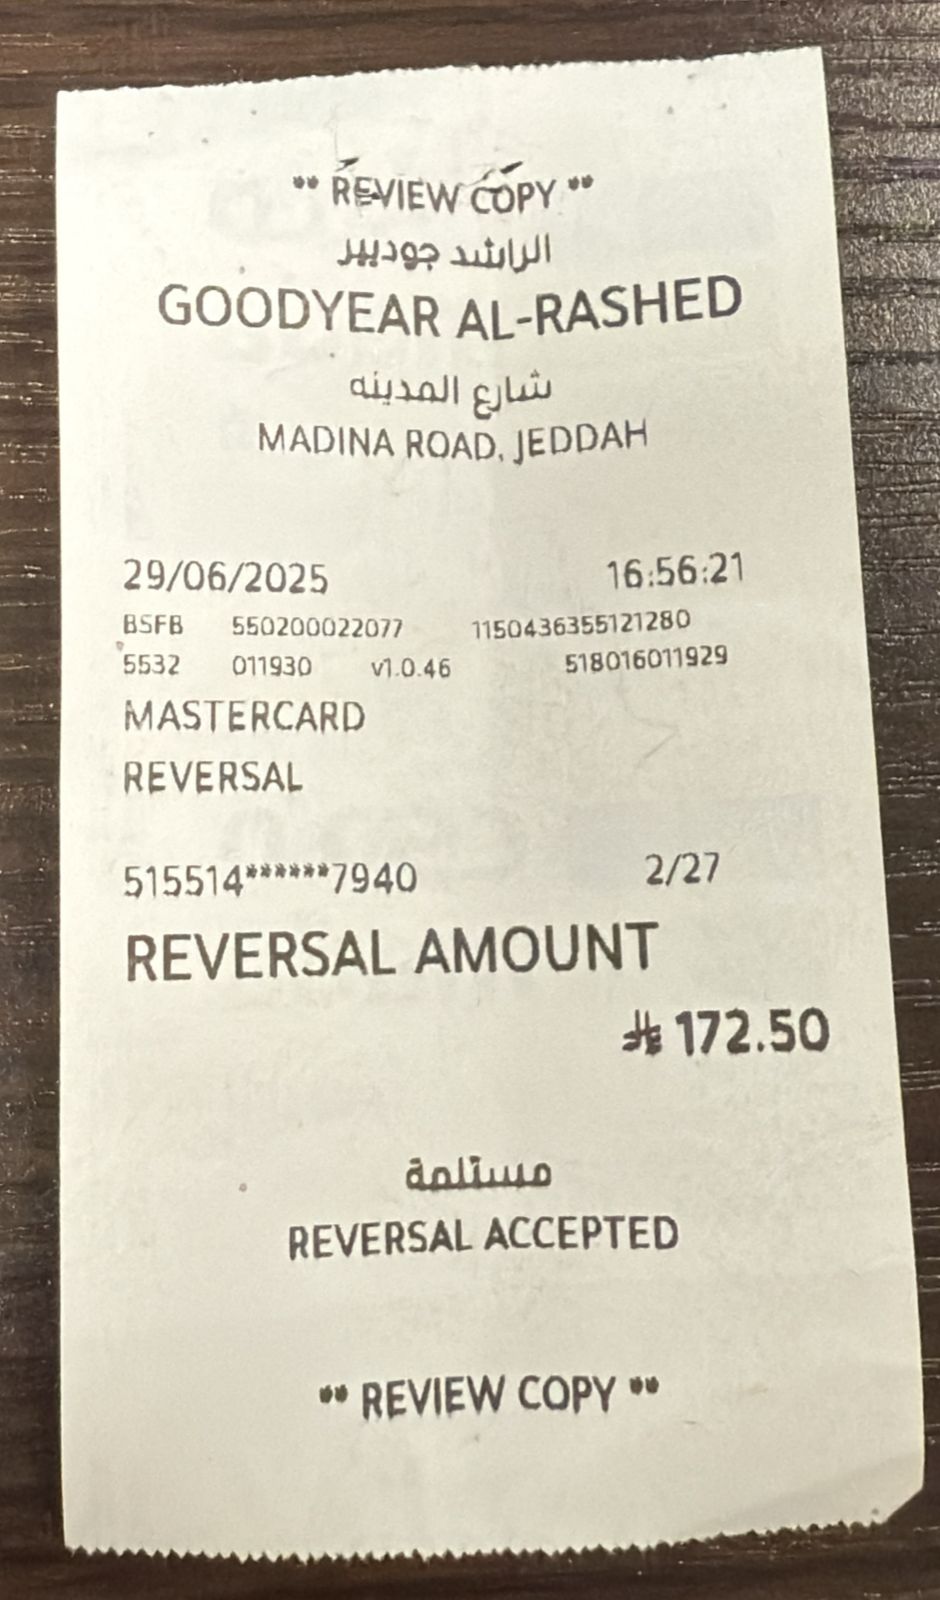 ** REVIEW COPY **
الراشد جوديير
GOODYEAR AL-RASHED
شارع المدينه
MADINA ROAD, JEDDAH
29/06/2025 16:56:21
BSFB 550200022077 1150436355121280
5532 011930 v1.0.46 518016011929
MASTERCARD
REVERSAL
515514******7940 2/27
REVERSAL AMOUNT
⃁ 172.50
مستلمة
REVERSAL ACCEPTED
** REVIEW COPY **